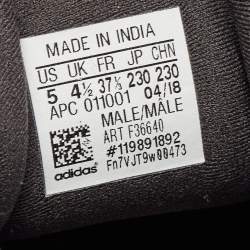 MADE IN INDIA
US UK FR JP CHN
5 4½ 37⅓ 230 230
APC 011001 04/18
MALE/MÂLE
ART F36640
#119891892
adidas Fn7VJT9w00473